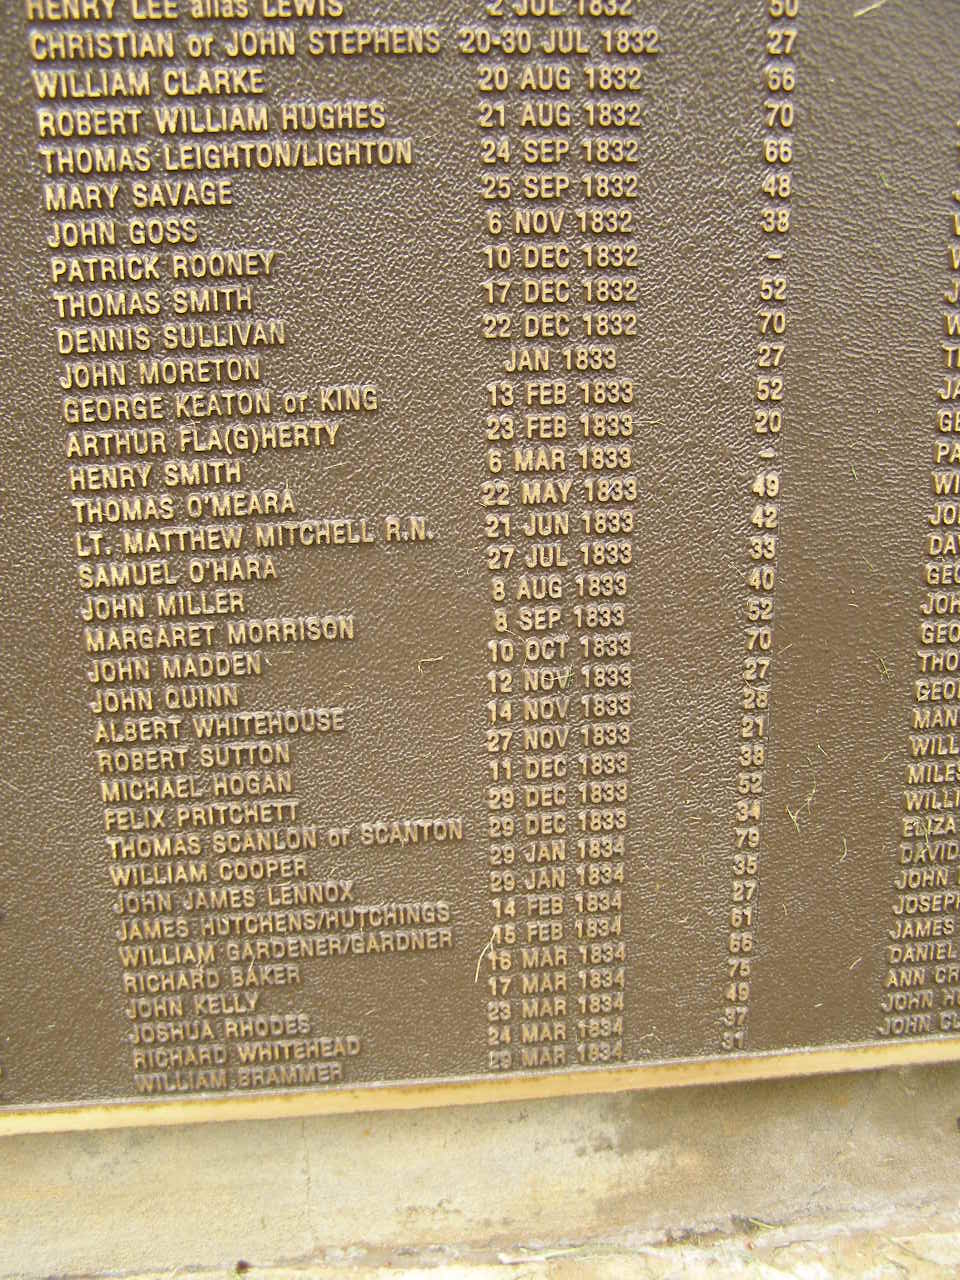 HENRY LEE alias LEWIS 2 JUL 1832 50
CHRISTIAN or JOHN STEPHENS 20-30 JUL 1832 27
WILLIAM CLARKE 20 AUG 1832 66
ROBERT WILLIAM HUGHES 21 AUG 1832 70
THOMAS LEIGHTON/LIGHTON 24 SEP 1832 66
MARY SAVAGE 25 SEP 1832 48
JOHN GOSS 6 NOV 1832 38
PATRICK ROONEY 10 DEC 1832 -
THOMAS SMITH 17 DEC 1832 52
DENNIS SULLIVAN 22 DEC 1832 70
JOHN MORETON JAN 1833 27
GEORGE KEATON or KING 13 FEB 1833 52
ARTHUR FLA(G)HERTY 23 FEB 1833 20
HENRY SMITH 6 MAR 1833 -
THOMAS O'MEARA 22 MAY 1833 49
LT. MATTHEW MITCHELL R.N. 21 JUN 1833 42
SAMUEL O'HARA 27 JUL 1833 33
JOHN MILLER 8 AUG 1833 40
MARGARET MORRISON 8 SEP 1833 52
JOHN MADDEN 10 OCT 1833 70
JOHN QUINN 12 NOV 1833 27
ALBERT WHITEHOUSE 14 NOV 1833 28
ROBERT SUTTON 27 NOV 1833 21
MICHAEL HOGAN 11 DEC 1833 38
FELIX PRITCHETT 29 DEC 1833 52
THOMAS SCANLON or SCANTON 29 DEC 1833 34
WILLIAM COOPER 29 JAN 1834 79
JOHN JAMES LENNOX 29 JAN 1834 35
JAMES HUTCHENS/HUTCHINGS 14 FEB 1834 27
WILLIAM GARDENER/GARDNER 15 FEB 1834 61
RICHARD BAKER 16 MAR 1834 66
JOHN KELLY 17 MAR 1834 75
JOSHUA RHODES 23 MAR 1834 49
RICHARD WHITEHEAD 24 MAR 1834 37
WILLIAM BRAMMER 29 MAR 1834 31
DAVID
JOHN
JOSEPH
JAMES
DANIEL
ANN
JOHN
JOHN